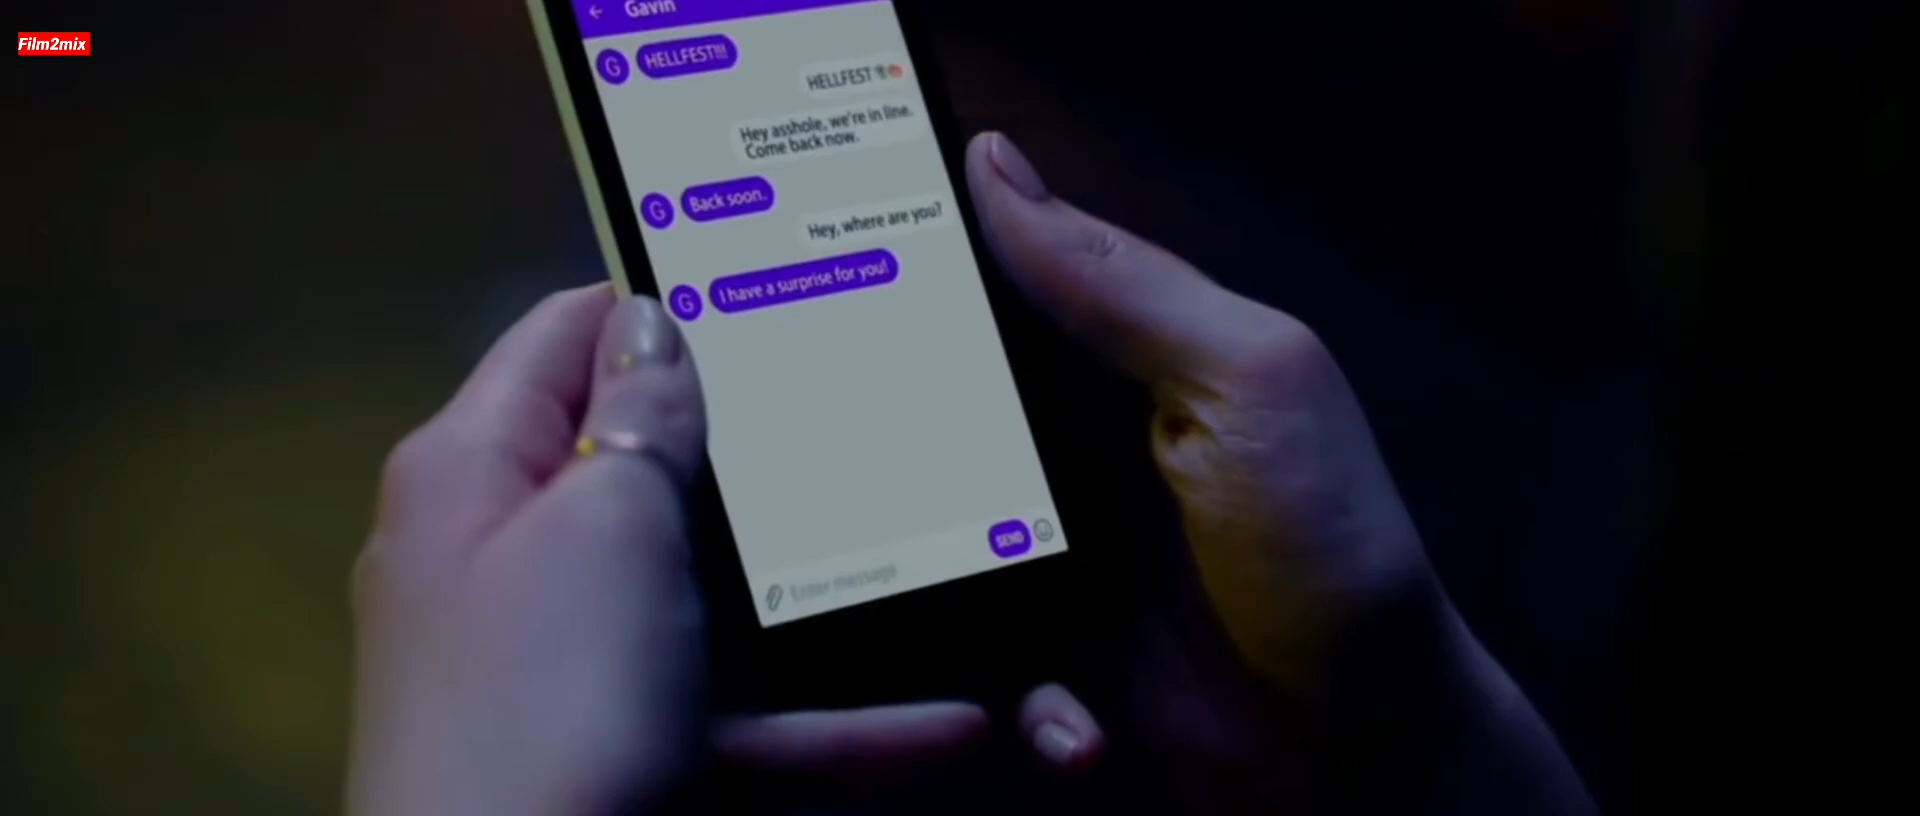 Film2mix
Gavin
G
HELLFEST!!!
HELLFEST
Hey asshole, we're in line.
Come back now.
G
Back soon.
Hey, where are you?
G
I have a surprise for you!
SEND
Enter message